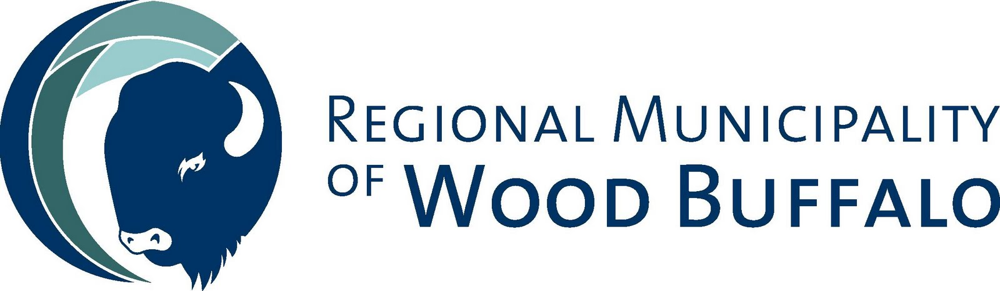 REGIONAL MUNICIPALITY
OF WOOD BUFFALO